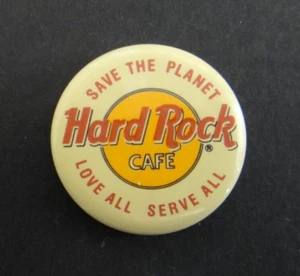 SAVE THE PLANET
Hard Rock
CAFE
®
LOVE ALL SERVE ALL